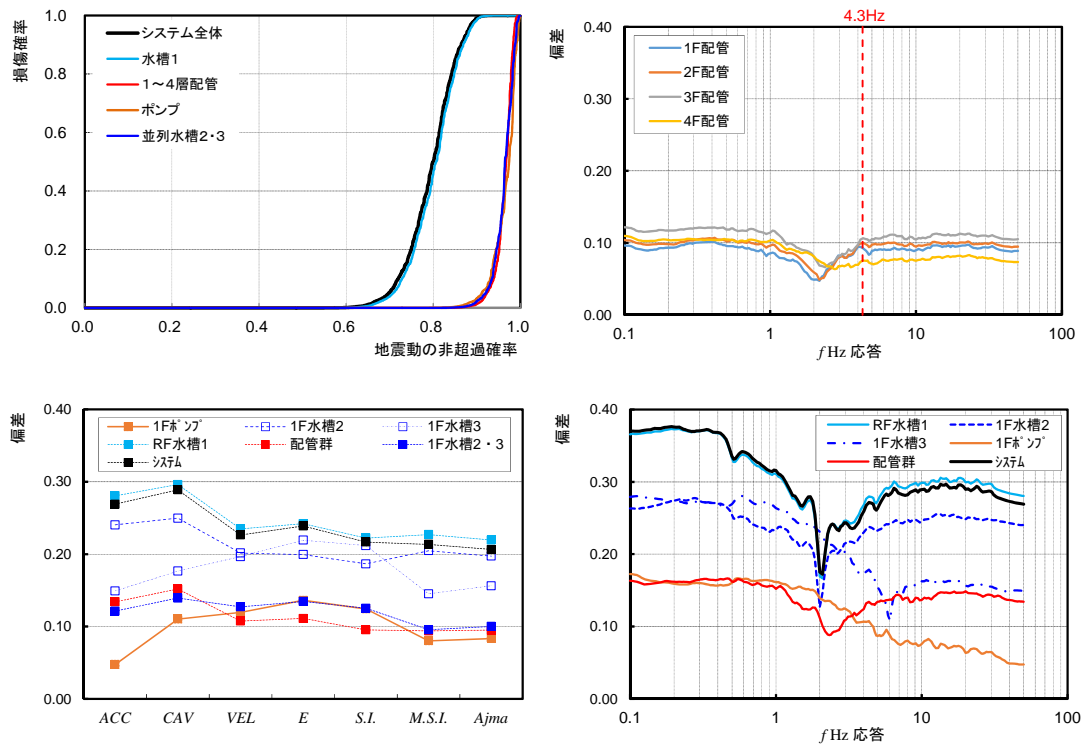 損傷確率
1.0
0.8
0.6
0.4
0.2
0.0
システム全体
水槽1
1～4層配管
ポンプ
並列水槽2・3
0.0
0.2
0.4
0.6
0.8
1.0
地震動の非超過確率
偏差
4.3Hz
0.40
0.30
0.20
0.10
0.00
1F配管
2F配管
3F配管
4F配管
0.1
1
10
100
f Hz 応答
偏差
0.40
0.30
0.20
0.10
0.00
1Fポンプ
1F水槽2
1F水槽3
RF水槽1
配管群
1F水槽2・3
システム
ACC
CAV
VEL
E
S.I.
M.S.I.
Ajma
偏差
0.40
0.30
0.20
0.10
0.00
RF水槽1
1F水槽2
1F水槽3
1Fポンプ
配管群
システム
0.1
1
10
100
f Hz 応答